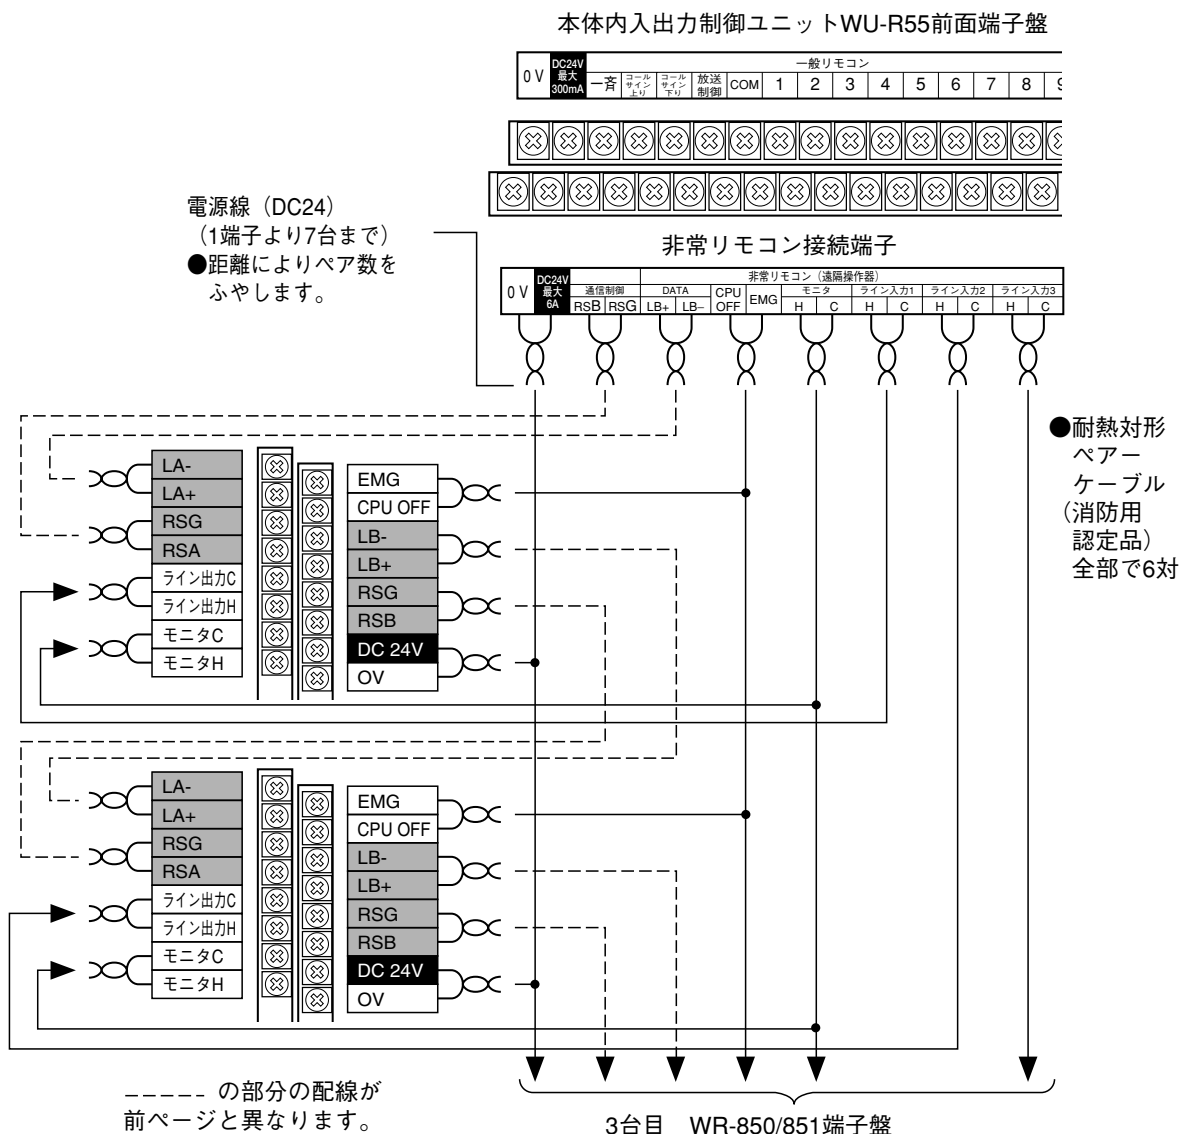 本体内入出力制御ユニットWU-R55前面端子盤
一般リモコン
0 V
DC24V
最大
300mA
一斉
コール
サイン
上り
コール
サイン
下り
放送
制御
COM
1
2
3
4
5
6
7
8
電源線（DC24）
（1端子より7台まで）
●距離によりペア数を
ふやします。
非常リモコン接続端子
非常リモコン（遠隔操作器）
0 V
DC24V
最大
6A
通信制御
RSB
RSG
DATA
LB+
LB−
CPU
OFF
EMG
モニタ
H
C
ライン入力1
H
C
ライン入力2
H
C
ライン入力3
H
C
●耐熱対形
ペアー
ケーブル
（消防用
認定品）
全部で6対
LA-
LA+
RSG
RSA
ライン出力C
ライン出力H
モニタC
モニタH
EMG
CPU OFF
LB-
LB+
RSG
RSB
DC 24V
OV
LA-
LA+
RSG
RSA
ライン出力C
ライン出力H
モニタC
モニタH
EMG
CPU OFF
LB-
LB+
RSG
RSB
DC 24V
OV
----- の部分の配線が
前ページと異なります。
3台目　WR-850/851端子盤